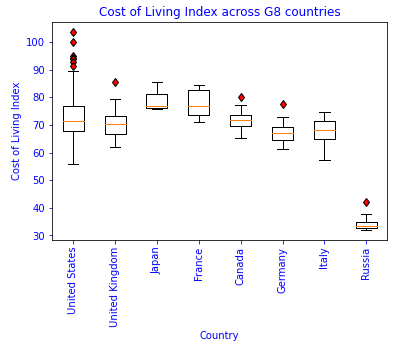 Cost of Living Index across G8 countries
100
90
80
70
60
50
40
30
Cost of Living Index
United States
United Kingdom
Japan
France
Canada
Germany
Italy
Russia
Country